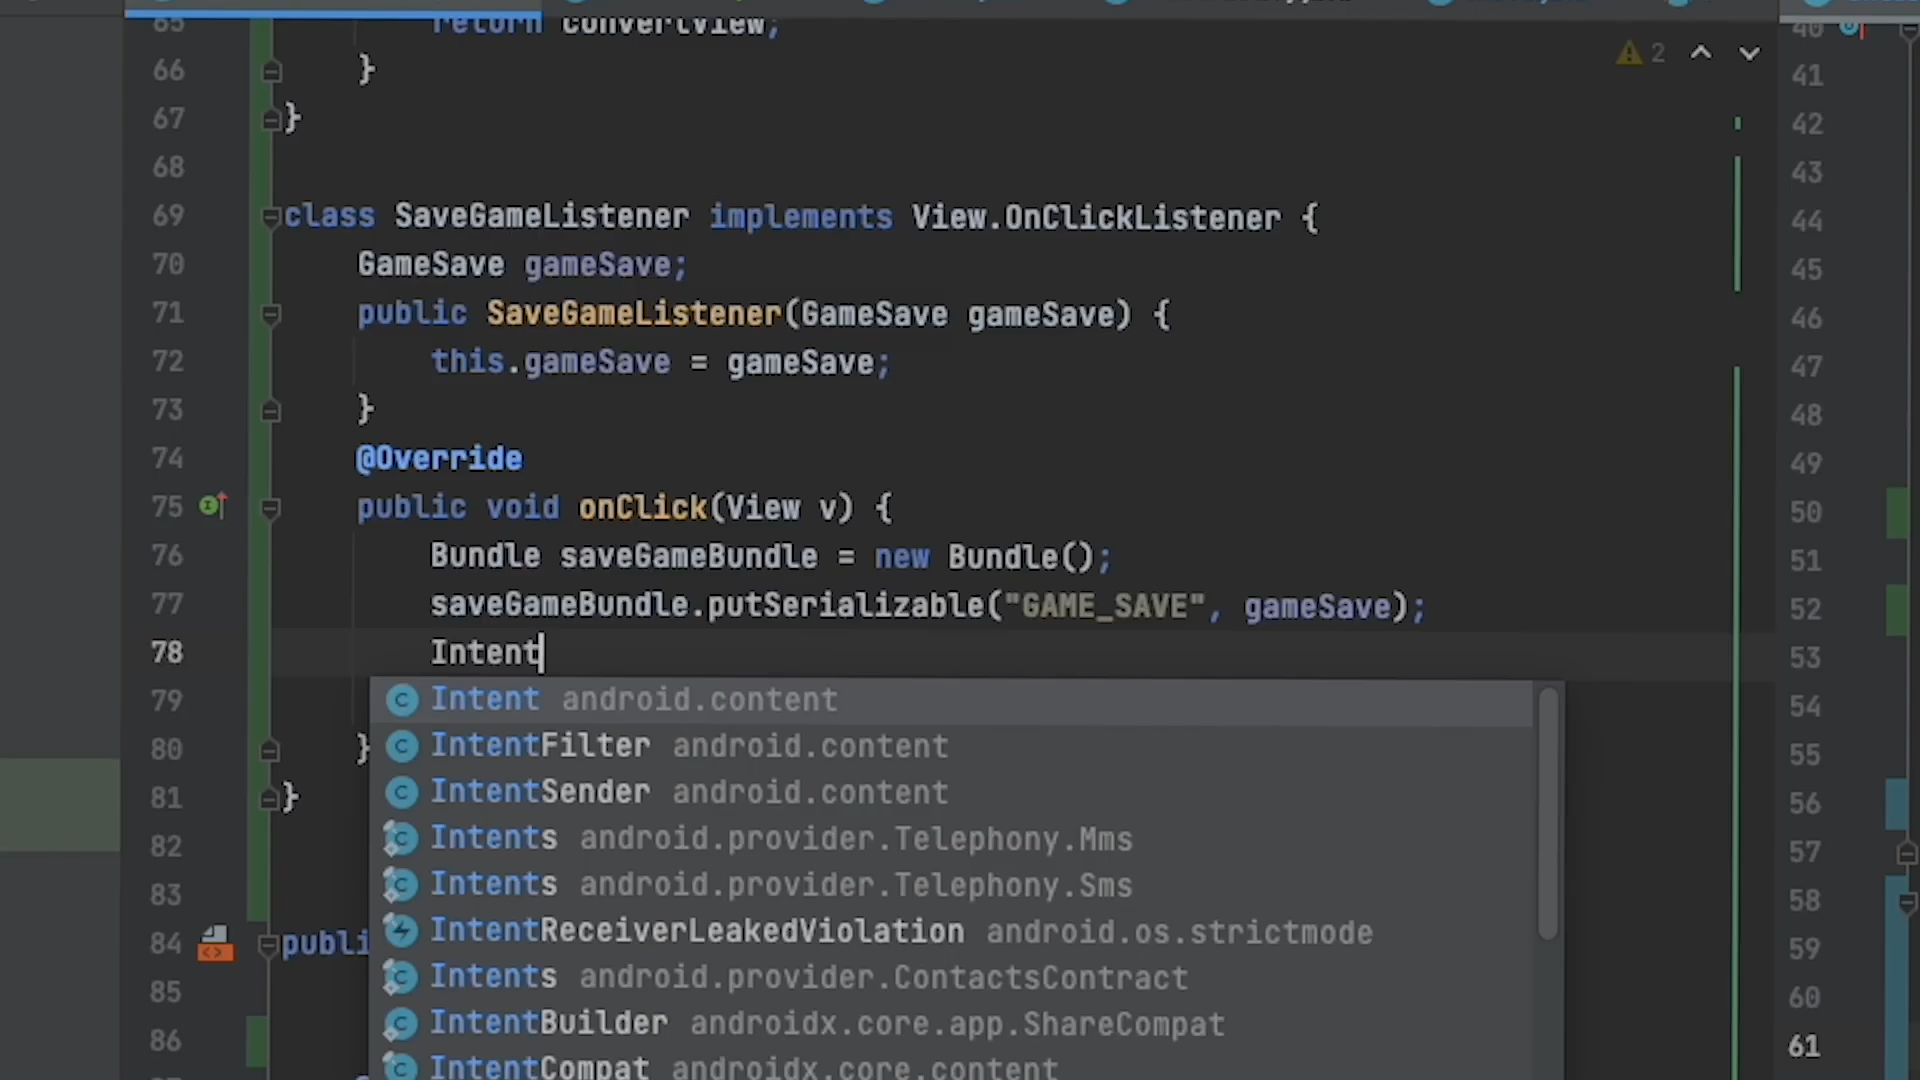 65 return convertView;
66 }
67 }
68
69 class SaveGameListener implements View.OnClickListener {
70 GameSave gameSave;
71 public SaveGameListener(GameSave gameSave) {
72 this.gameSave = gameSave;
73 }
74 @Override
75 public void onClick(View v) {
76 Bundle saveGameBundle = new Bundle();
77 saveGameBundle.putSerializable("GAME_SAVE", gameSave);
78 Intent
79
80 }
81 }
82
83
84 publi
85
86
Intent android.content
IntentFilter android.content
IntentSender android.content
Intents android.provider.Telephony.Mms
Intents android.provider.Telephony.Sms
IntentReceiverLeakedViolation android.os.strictmode
Intents android.provider.ContactsContract
IntentBuilder androidx.core.app.ShareCompat
IntentCompat androidx.core.content
2
40
41
42
43
44
45
46
47
48
49
50
51
52
53
54
55
56
57
58
59
60
61